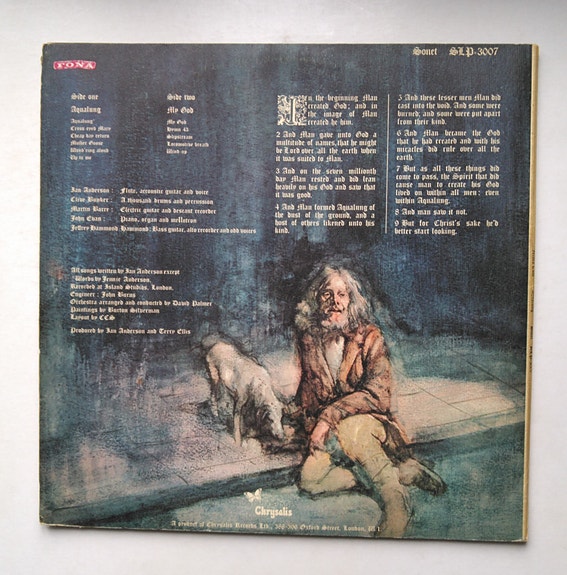 FONA
Sonet SLP-3007
Side one
Aqualung
Aqualung*
Cross-eyed Mary
Cheap day return
Mother Goose
Wond'ring aloud
Up to me
Side two
My God
My God
Hymn 43
Slipstream
Locomotive breath
Wind-up
Ian Anderson : Flute, accoustic guitar and voice
Clive Bunker : A thousand drums and percussion
Martin Barre : Electric guitar and descant recorder
John Evan : Piano, organ and mellotron
Jeffrey Hammond-Hammond: Bass guitar, alto recorder and odd voices
All songs written by Ian Anderson except
*Words by Jennie Anderson.
Recorded at Island Studios, London.
Engineer : John Burns
Orchestra arranged and conducted by David Palmer
Paintings by Burton Silverman
Layout by CCS
Produced by Ian Anderson and Terry Ellis
In the beginning Man
created God; and in
the image of Man
created he him.
2 And Man gave unto God a
multitude of names, that he might
be Lord over all the earth when
it was suited to Man.
3 And on the seven millionth
day Man rested and did lean
heavily on his God and saw that
it was good.
4 And Man formed Aqualung of
the dust of the ground, and a
host of others likened unto his
kind.
5 And these lesser men Man did
cast into the void. And some were
burned; and some were put apart
from their kind.
6 And Man became the God
that he had created and with his
miracles did rule over all the
earth.
7 But as all these things did
come to pass, the Spirit that did
cause man to create his God
lived on within all men: even
within Aqualung.
8 And man saw it not.
9 But for Christ's sake he'd
better start looking.
Chrysalis
A product of Chrysalis Records Ltd., 388-396 Oxford Street, London, W.1.